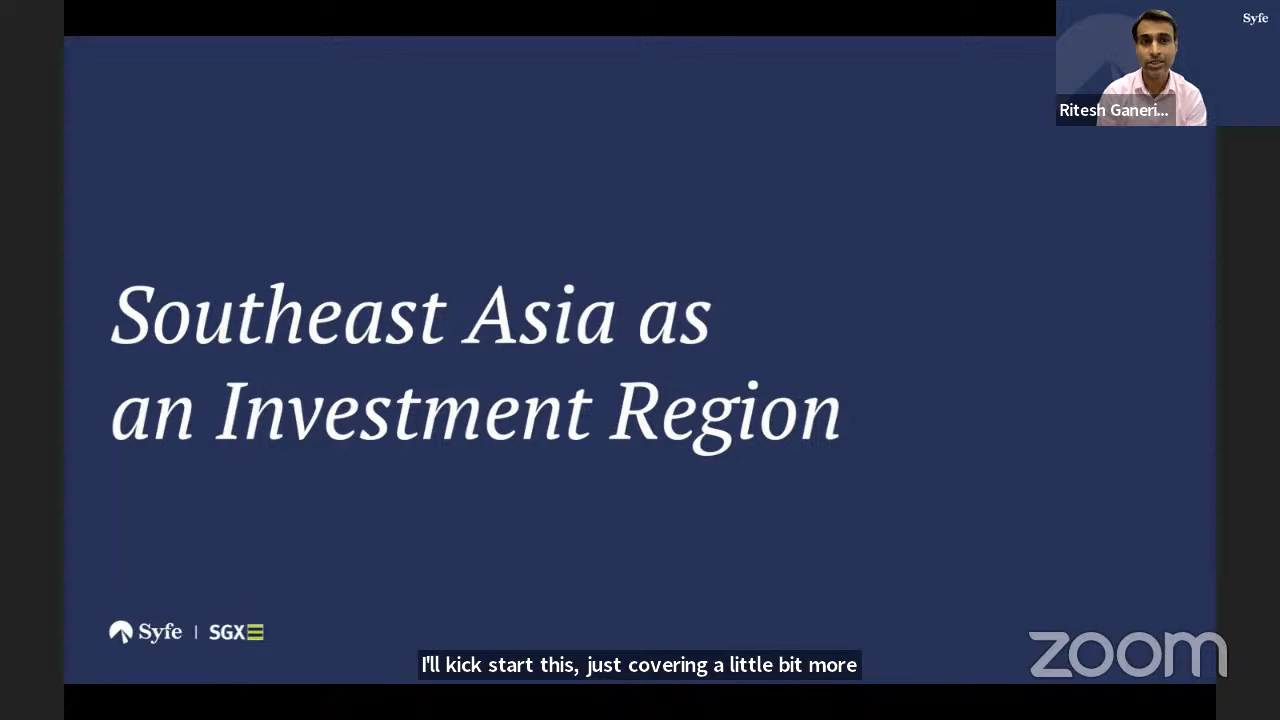 Syfe
Ritesh Ganeri...
Southeast Asia as
an Investment Region
Syfe | SGX
I'll kick start this, just covering a little bit more
zoom